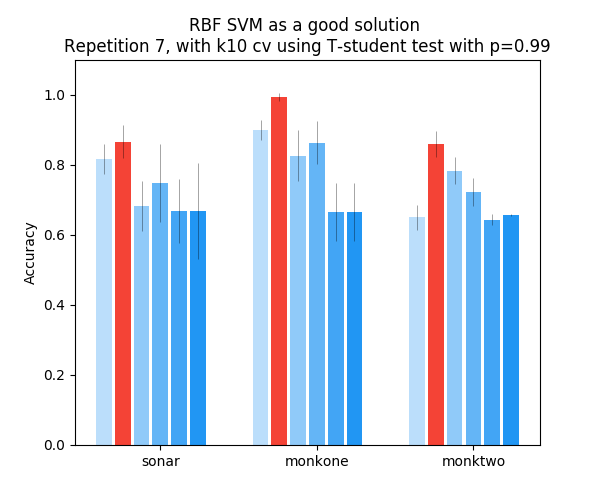 RBF SVM as a good solution
Repetition 7, with k10 cv using T-student test with p=0.99
Accuracy
1.0
0.8
0.6
0.4
0.2
0.0
sonar
monkone
monktwo